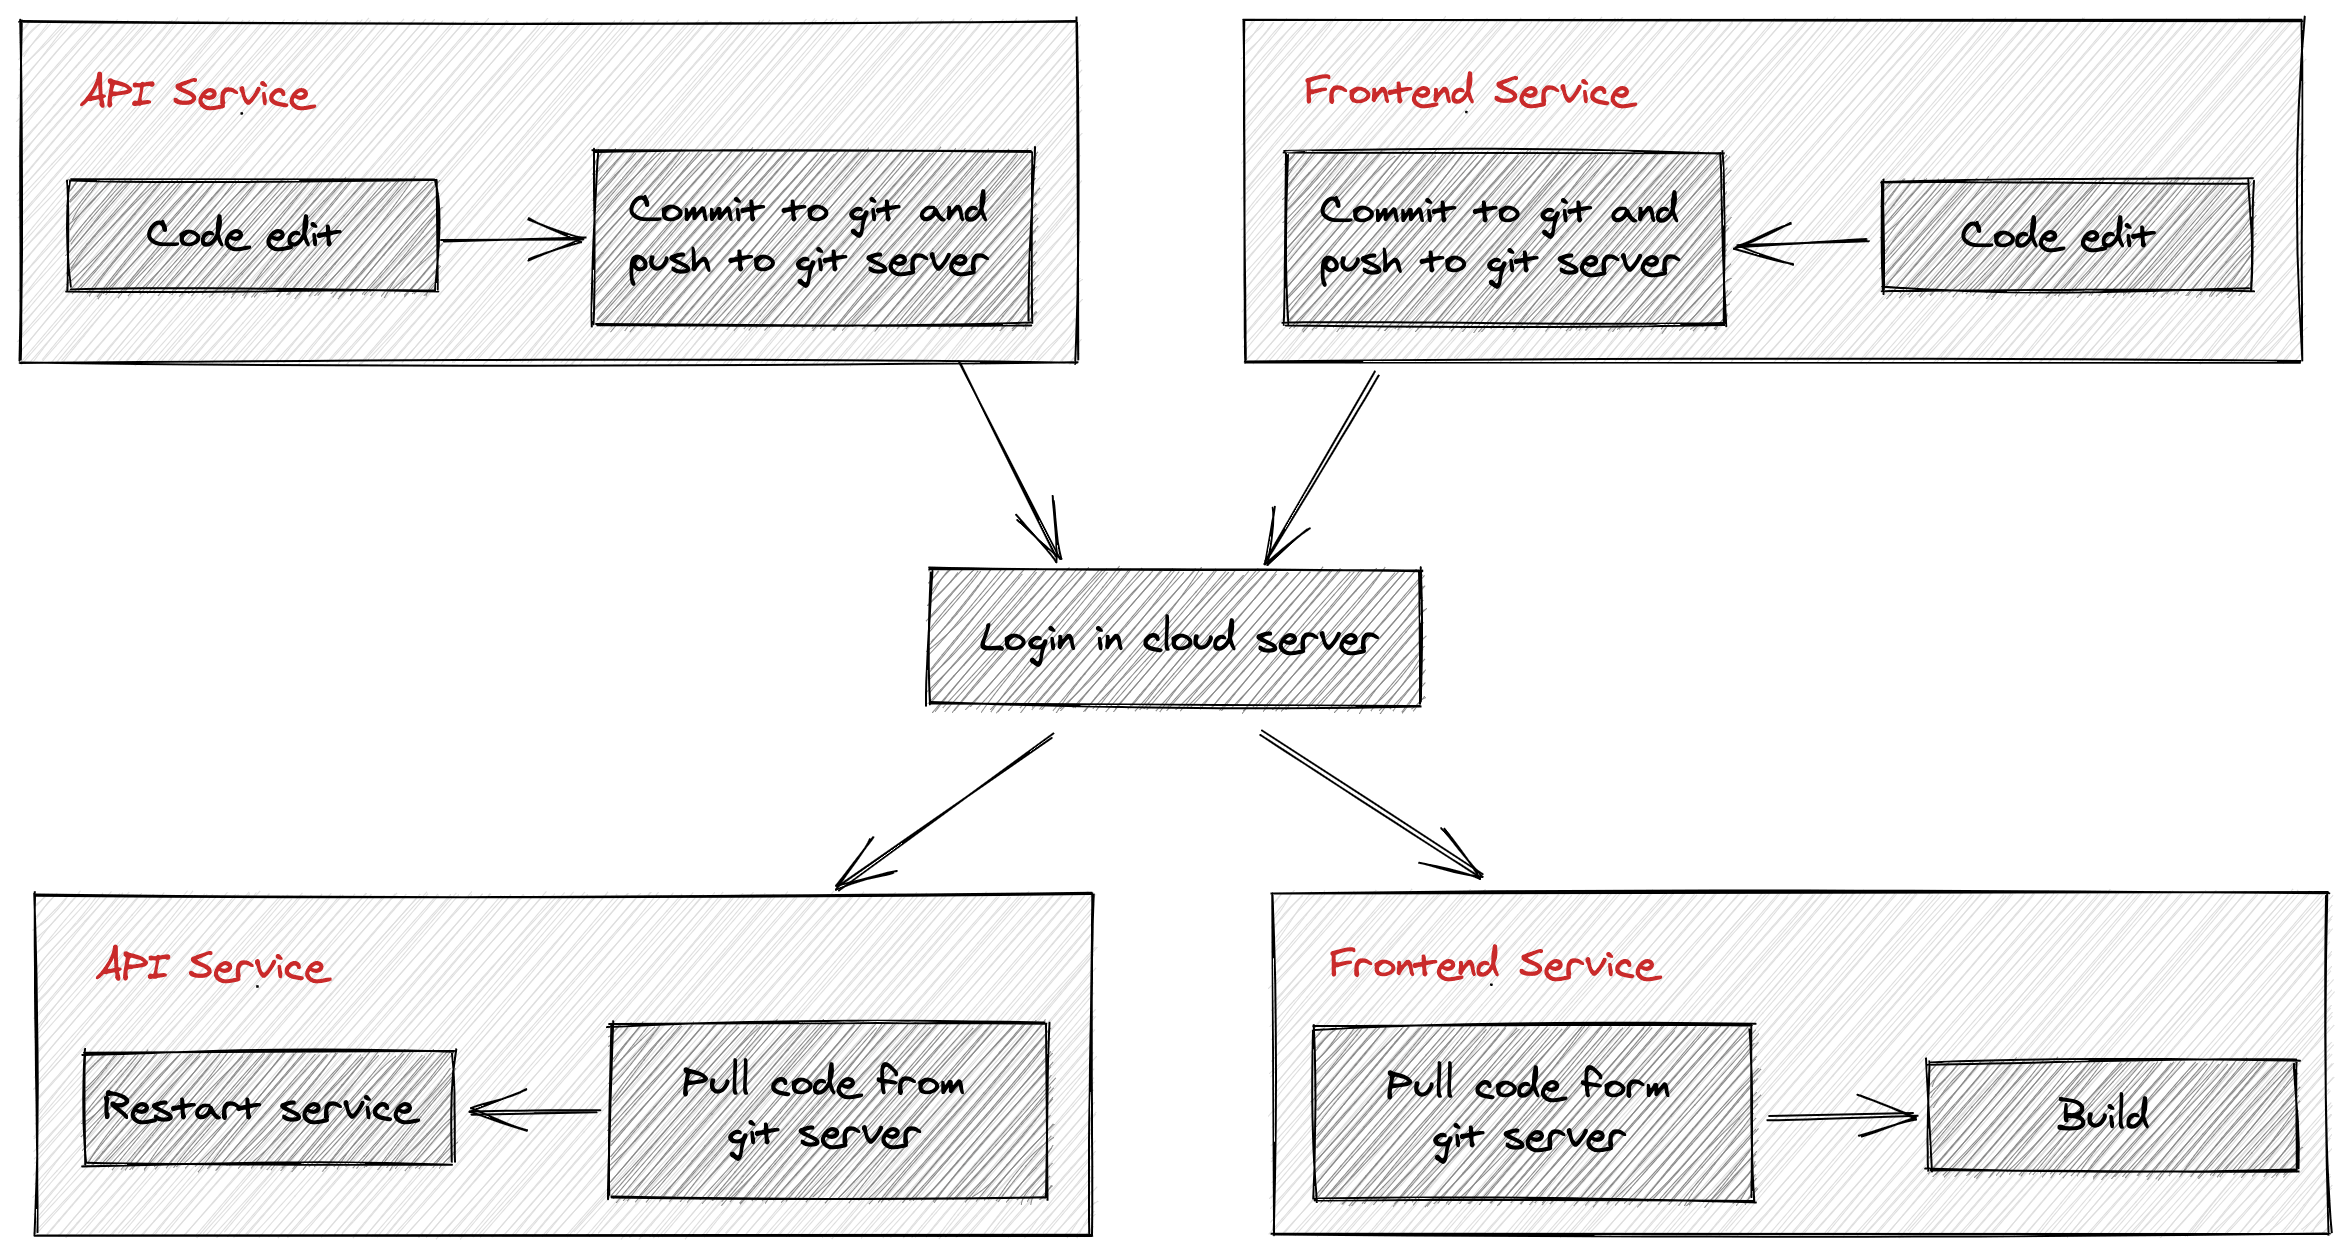 API Service
Code edit
Commit to git and
push to git server
Frontend Service
Commit to git and
push to git server
Code edit
Login in cloud server
API Service
Restart service
Pull code from
git server
Frontend Service
Pull code form
git server
Build